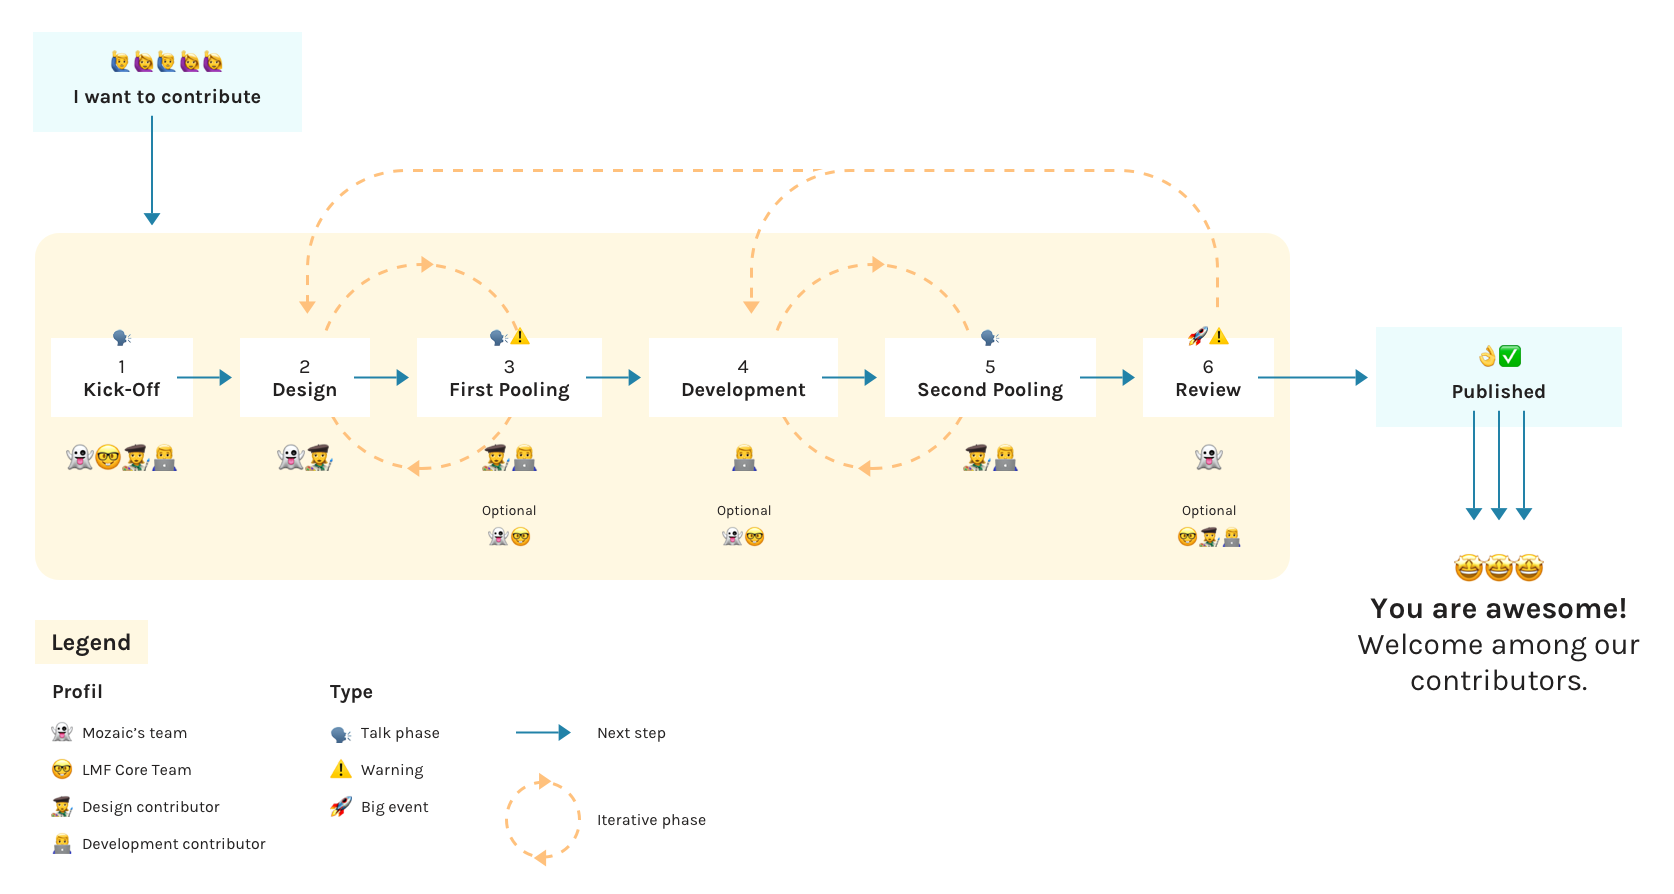 I want to contribute
1
Kick-Off
2
Design
3
First Pooling
4
Development
5
Second Pooling
6
Review
Published
Optional
Optional
Optional
You are awesome!
Welcome among our
contributors.
Legend
Profil
Mozaic's team
LMF Core Team
Design contributor
Development contributor
Type
Talk phase
Warning
Big event
Next step
Iterative phase